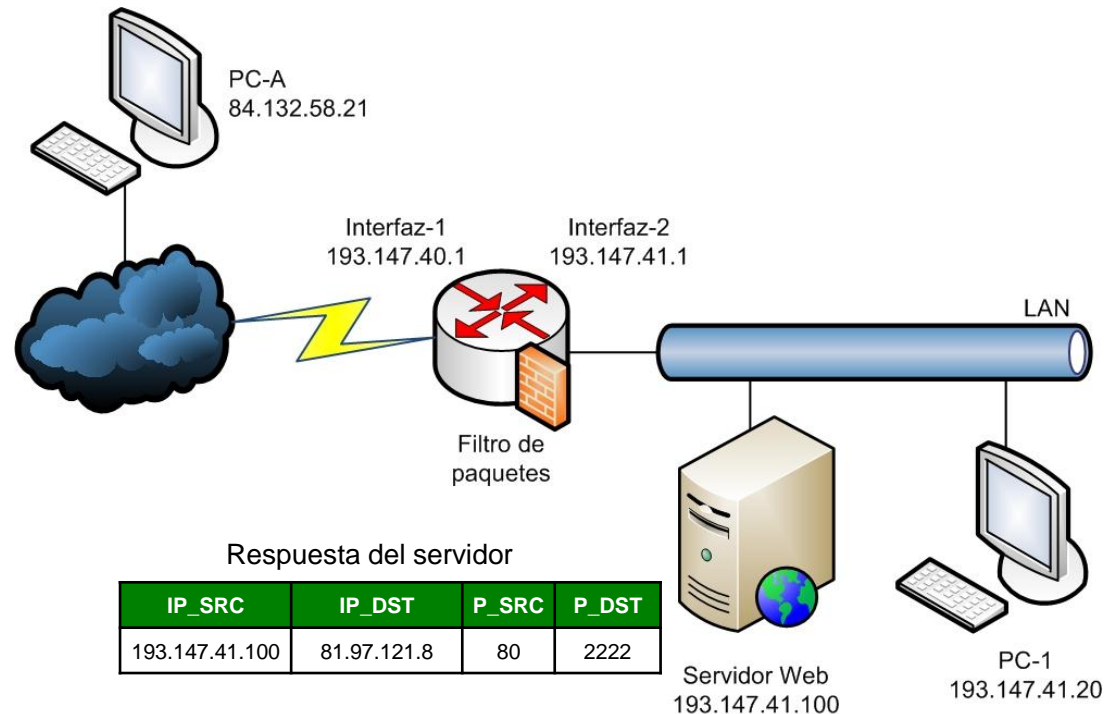 PC-A
84.132.58.21
Interfaz-1
193.147.40.1
Interfaz-2
193.147.41.1
LAN
Filtro de
paquetes
Respuesta del servidor
IP_SRC IP_DST P_SRC P_DST
193.147.41.100 81.97.121.8 80 2222
Servidor Web
193.147.41.100
PC-1
193.147.41.20